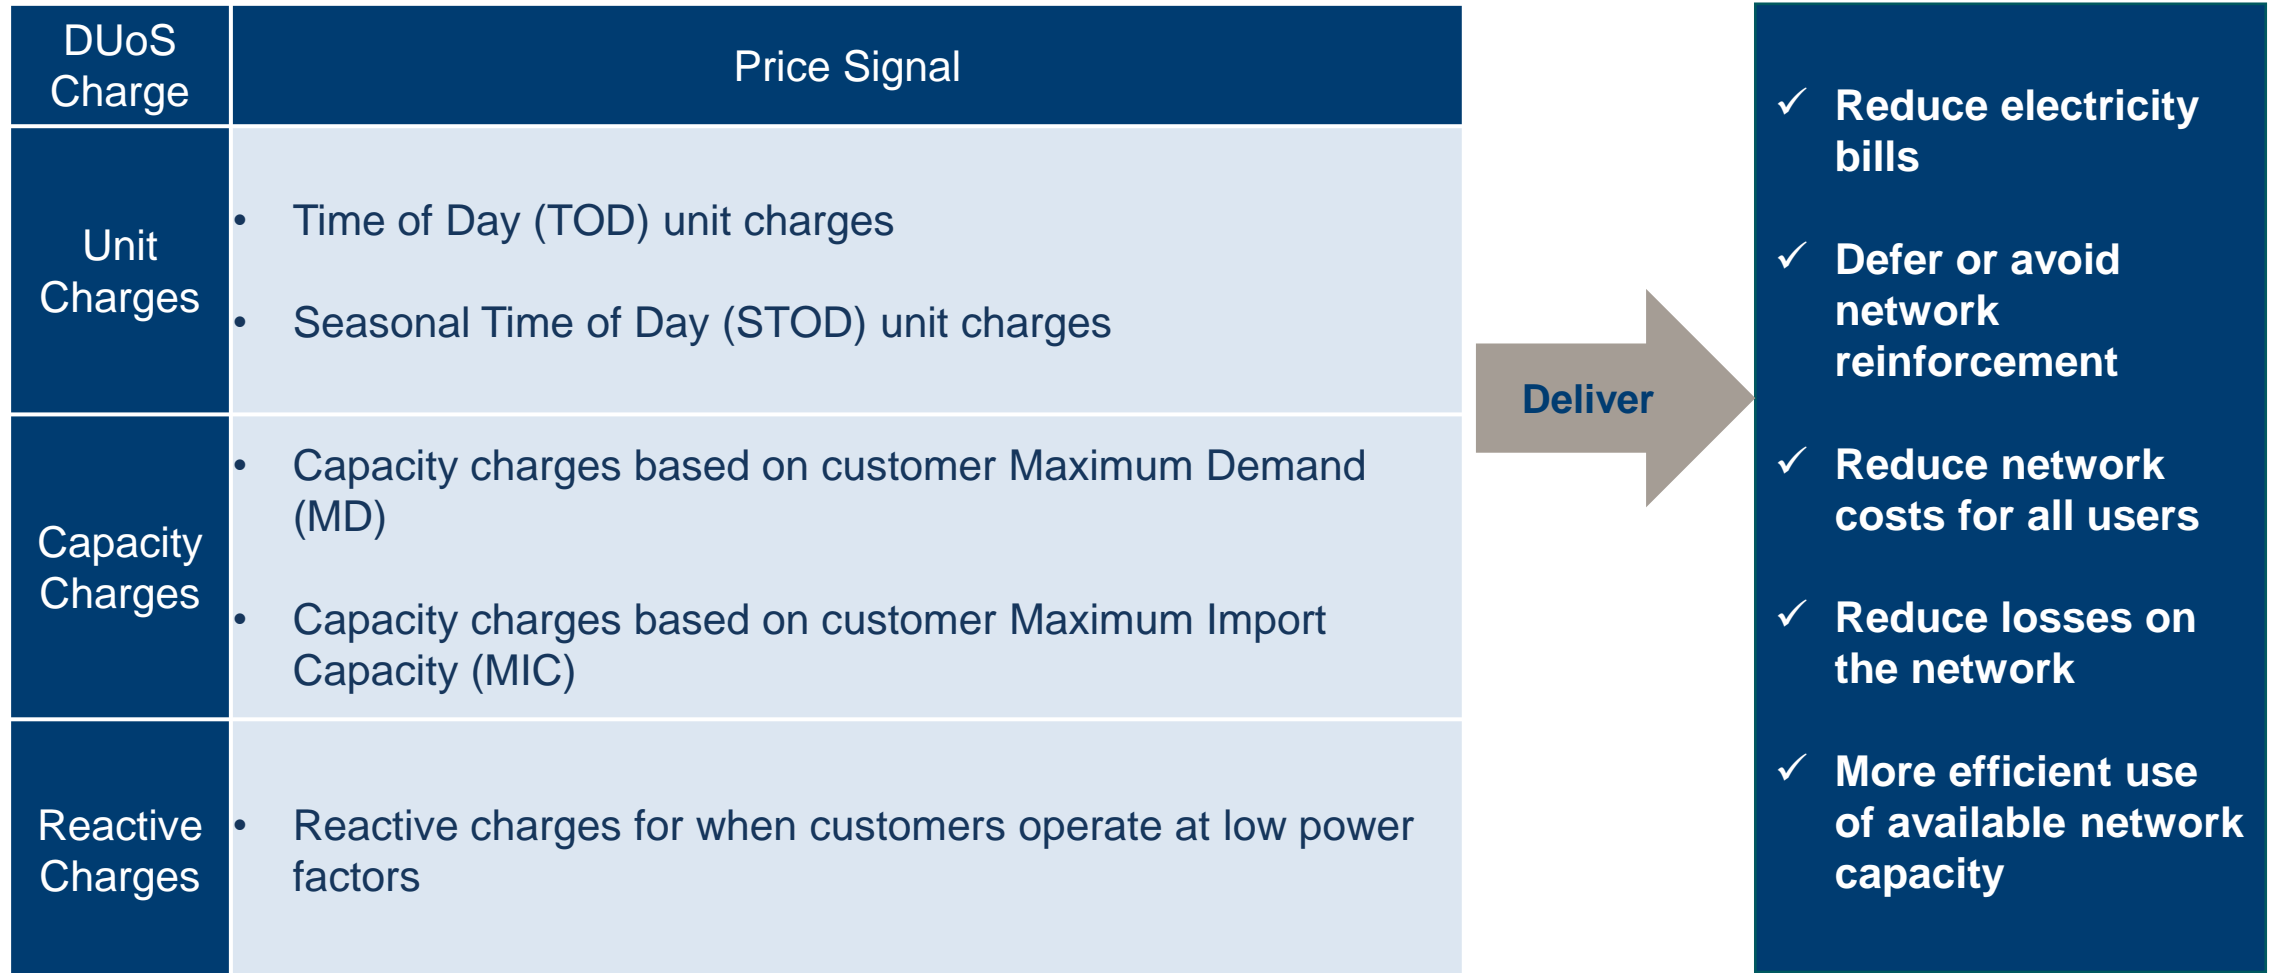 DUoS
Charge
Price Signal
Unit
Charges
• Time of Day (TOD) unit charges
• Seasonal Time of Day (STOD) unit charges
Capacity
Charges
• Capacity charges based on customer Maximum Demand
(MD)
• Capacity charges based on customer Maximum Import
Capacity (MIC)
Reactive
Charges
• Reactive charges for when customers operate at low power
factors
Deliver
✓ Reduce electricity
bills
✓ Defer or avoid
network
reinforcement
✓ Reduce network
costs for all users
✓ Reduce losses on
the network
✓ More efficient use
of available network
capacity